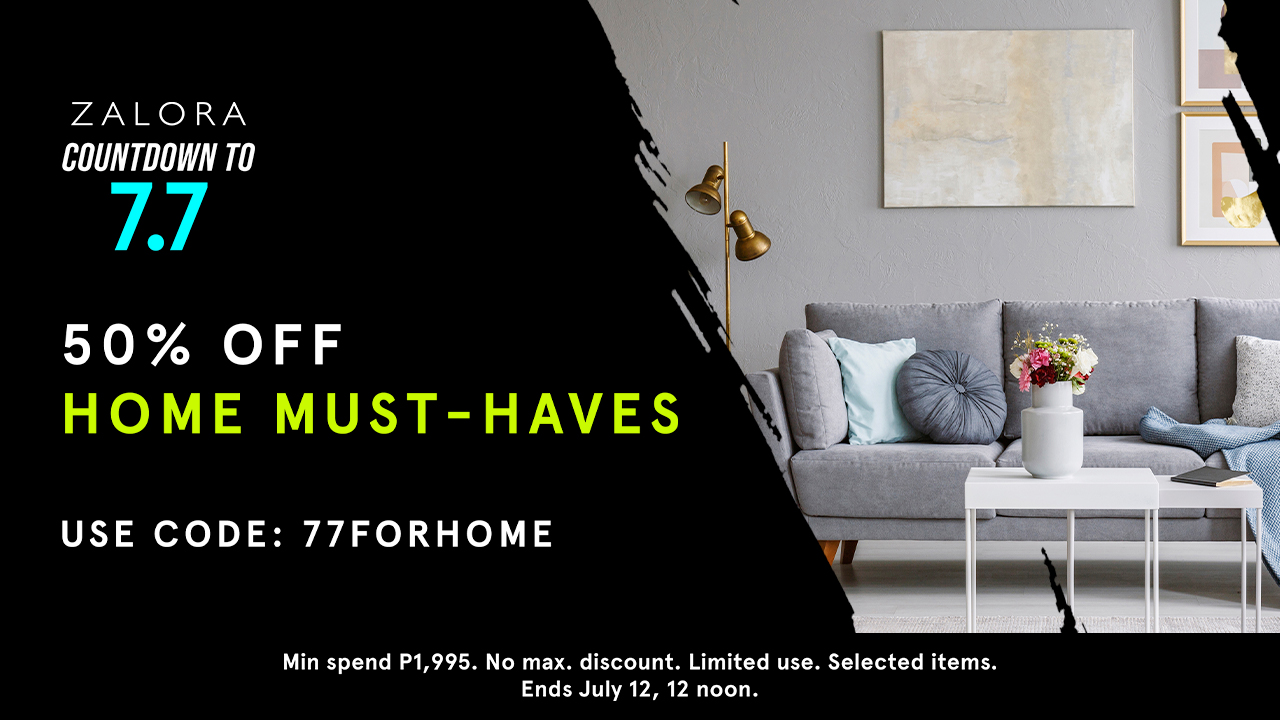 ZALORA
COUNTDOWN TO
7.7
50% OFF
HOME MUST-HAVES
USE CODE: 77FORHOME
Min spend P1,995. No max. discount. Limited use. Selected items.
Ends July 12, 12 noon.